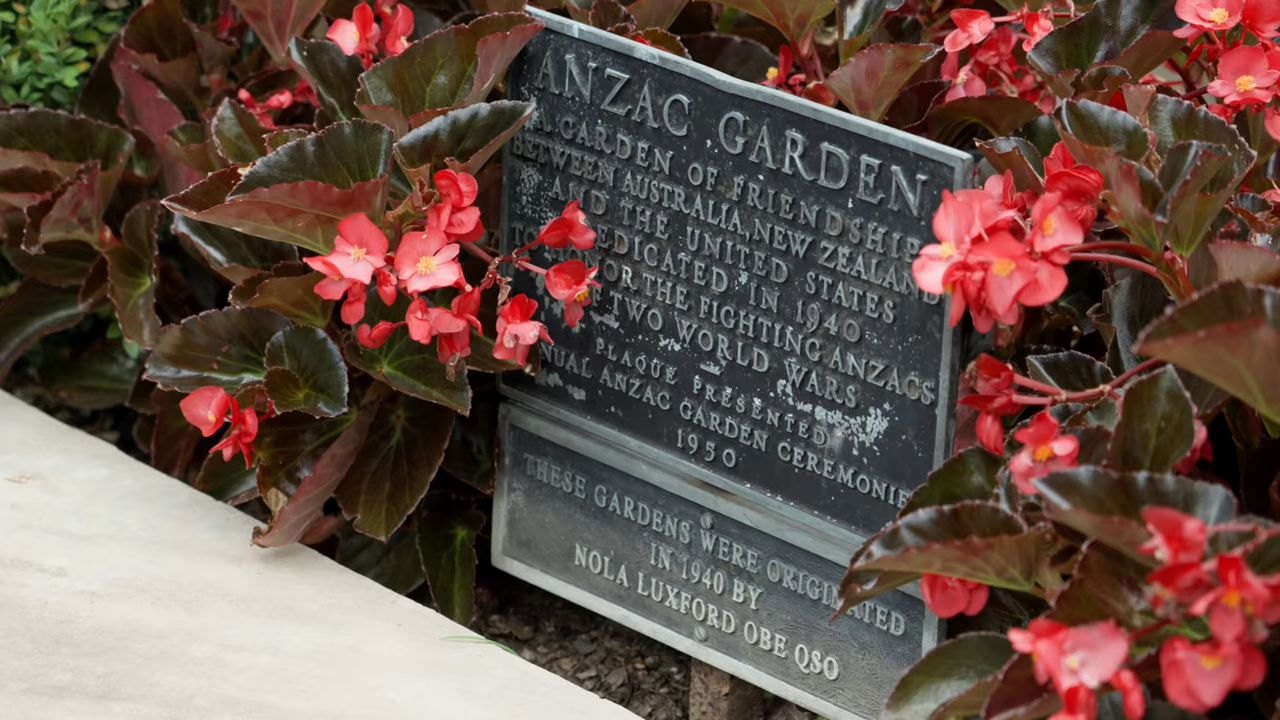 ANZAC GARDEN
A GARDEN OF FRIENDSHIP
BETWEEN AUSTRALIA, NEW ZEALAND
AND THE UNITED STATES
DEDICATED IN 1940
FOR THE FIGHTING ANZACS
TWO WORLD WARS
PLAQUE PRESENTED
ANNUAL ANZAC GARDEN CEREMONIES
1950
THESE GARDENS WERE ORIGINATED
IN 1940 BY
NOLA LUXFORD OBE QSO